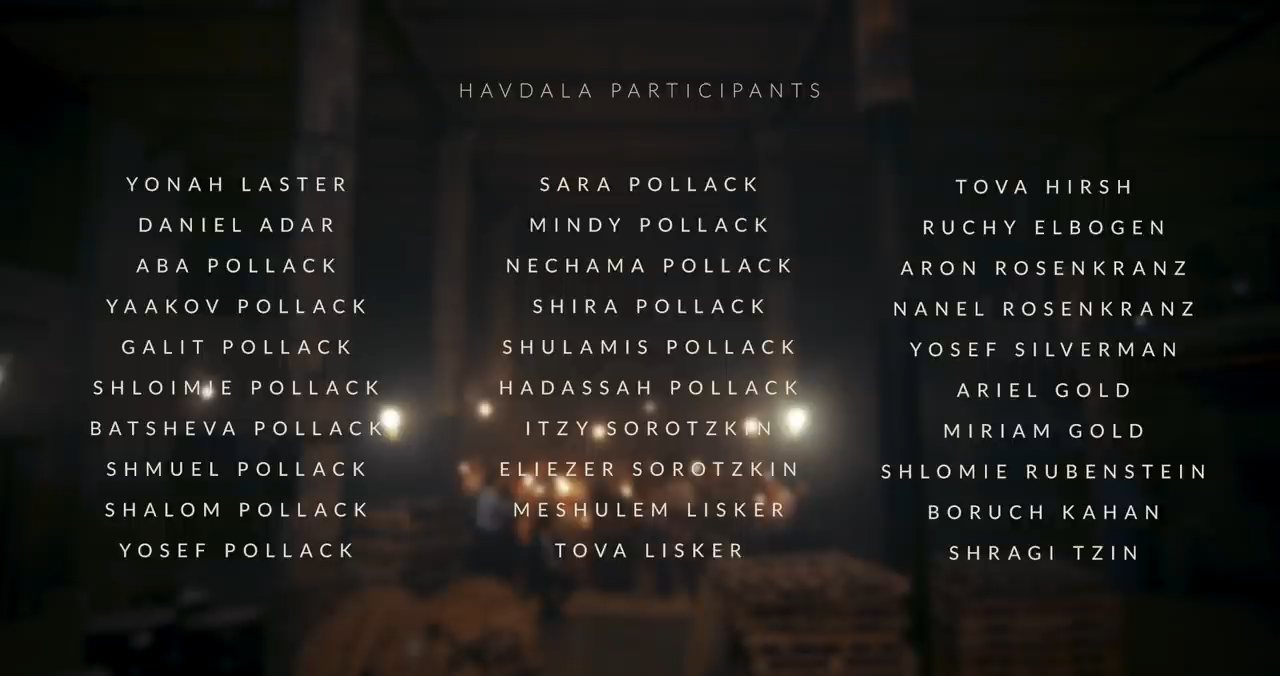 HAVDALA PARTICIPANTS
YONAH LASTER
DANIEL ADAR
ABA POLLACK
YAAKOV POLLACK
GALIT POLLACK
SHLOIMIE POLLACK
BATSHEVA POLLACK
SHMUEL POLLACK
SHALOM POLLACK
YOSEF POLLACK
SARA POLLACK
MINDY POLLACK
NECHAMA POLLACK
SHIRA POLLACK
SHULAMIS POLLACK
HADASSAH POLLACK
ITZY SOROTZKIN
ELIEZER SOROTZKIN
MESHULEM LISKER
TOVA LISKER
TOVA HIRSH
RUCHY ELBOGEN
ARON ROSENKRANZ
NANEL ROSENKRANZ
YOSEF SILVERMAN
ARIEL GOLD
MIRIAM GOLD
SHLOMIE RUBENSTEIN
BORUCH KAHAN
SHRAGI TZIN